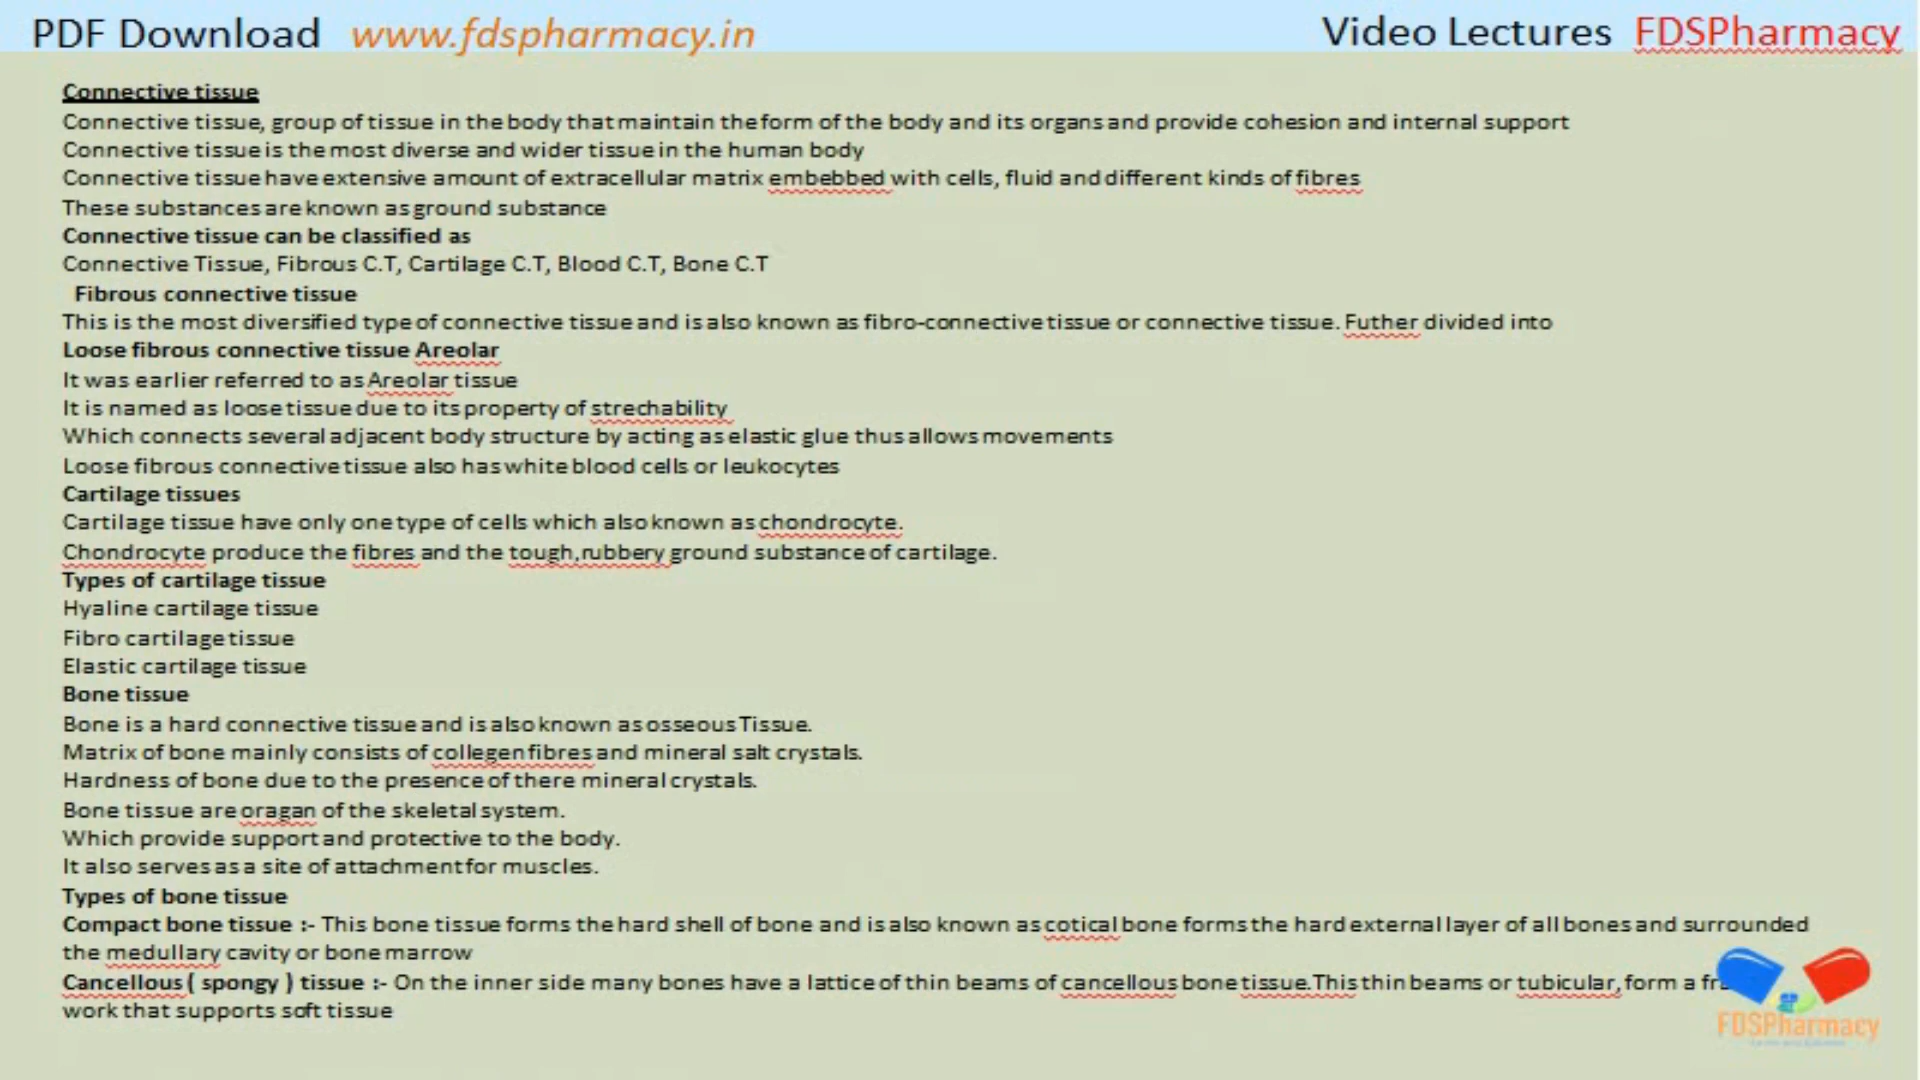 PDF Download www.fdspharmacy.in Video Lectures FDSPharmacy
Connective tissue
Connective tissue, group of tissue in the body that maintain the form of the body and its organs and provide cohesion and internal support
Connective tissue is the most diverse and wider tissue in the human body
Connective tissue have extensive amount of extracellular matrix embebbed with cells, fluid and different kinds of fibres
These substances are known as ground substance
Connective tissue can be classified as
Connective Tissue, Fibrous C.T, Cartilage C.T, Blood C.T, Bone C.T
Fibrous connective tissue
This is the most diversified type of connective tissue and is also known as fibro-connective tissue or connective tissue. Futher divided into
Loose fibrous connective tissue Areolar
It was earlier referred to as Areolar tissue
It is named as loose tissue due to its property of strechability
Which connects several adjacent body structure by acting as elastic glue thus allows movements
Loose fibrous connective tissue also has white blood cells or leukocytes
Cartilage tissues
Cartilage tissue have only one type of cells which also known as chondrocyte.
Chondrocyte produce the fibres and the tough,rubbery ground substance of cartilage.
Types of cartilage tissue
Hyaline cartilage tissue
Fibro cartilage tissue
Elastic cartilage tissue
Bone tissue
Bone is a hard connective tissue and is also known as osseous Tissue.
Matrix of bone mainly consists of collegen fibres and mineral salt crystals.
Hardness of bone due to the presence of there mineral crystals.
Bone tissue are oragan of the skeletal system.
Which provide support and protective to the body.
It also serves as a site of attachment for muscles.
Types of bone tissue
Compact bone tissue :- This bone tissue forms the hard shell of bone and is also known as cotical bone forms the hard external layer of all bones and surrounded
the medullary cavity or bone marrow
Cancellous ( spongy ) tissue :- On the inner side many bones have a lattice of thin beams of cancellous bone tissue.This thin beams or tubicular, form a
work that supports soft tissue
FDSPharmacy